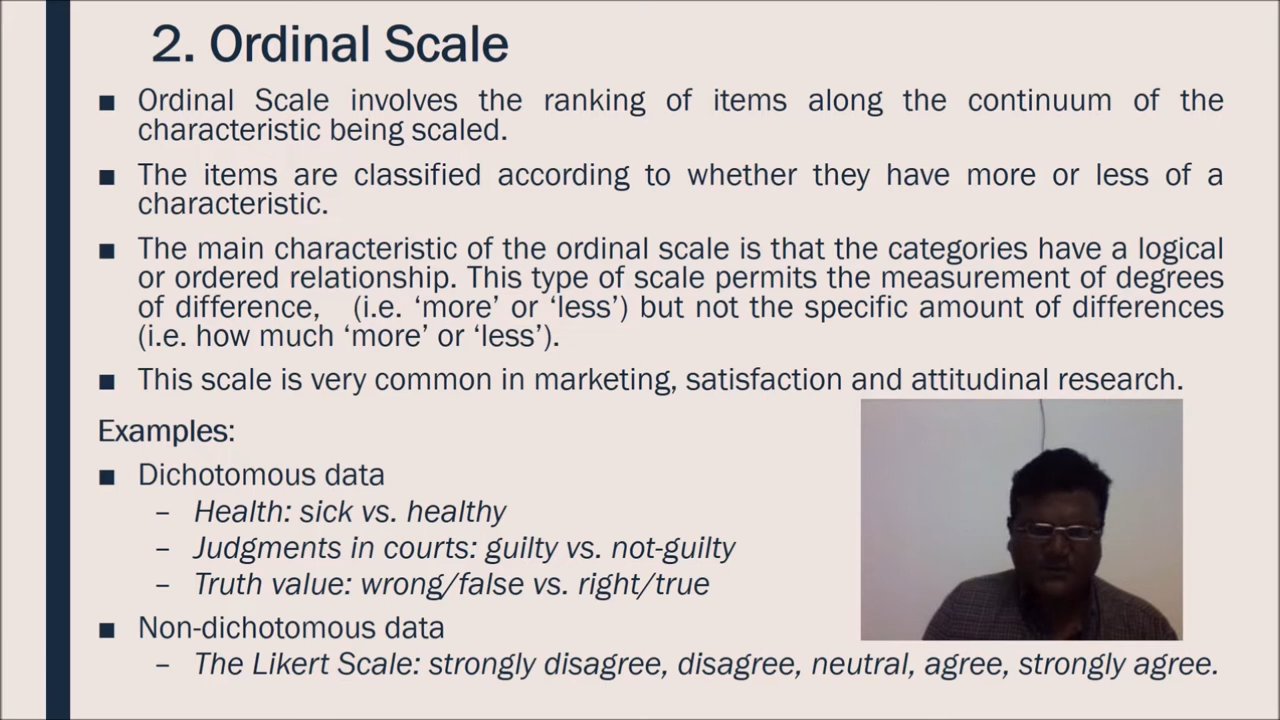 2. Ordinal Scale
■ Ordinal Scale involves the ranking of items along the continuum of the
characteristic being scaled.
■ The items are classified according to whether they have more or less of a
characteristic.
■ The main characteristic of the ordinal scale is that the categories have a logical
or ordered relationship. This type of scale permits the measurement of degrees
of difference, (i.e. ‘more’ or ‘less’) but not the specific amount of differences
(i.e. how much ‘more’ or ‘less’).
■ This scale is very common in marketing, satisfaction and attitudinal research.
Examples:
■ Dichotomous data
– Health: sick vs. healthy
– Judgments in courts: guilty vs. not-guilty
– Truth value: wrong/false vs. right/true
■ Non-dichotomous data
– The Likert Scale: strongly disagree, disagree, neutral, agree, strongly agree.